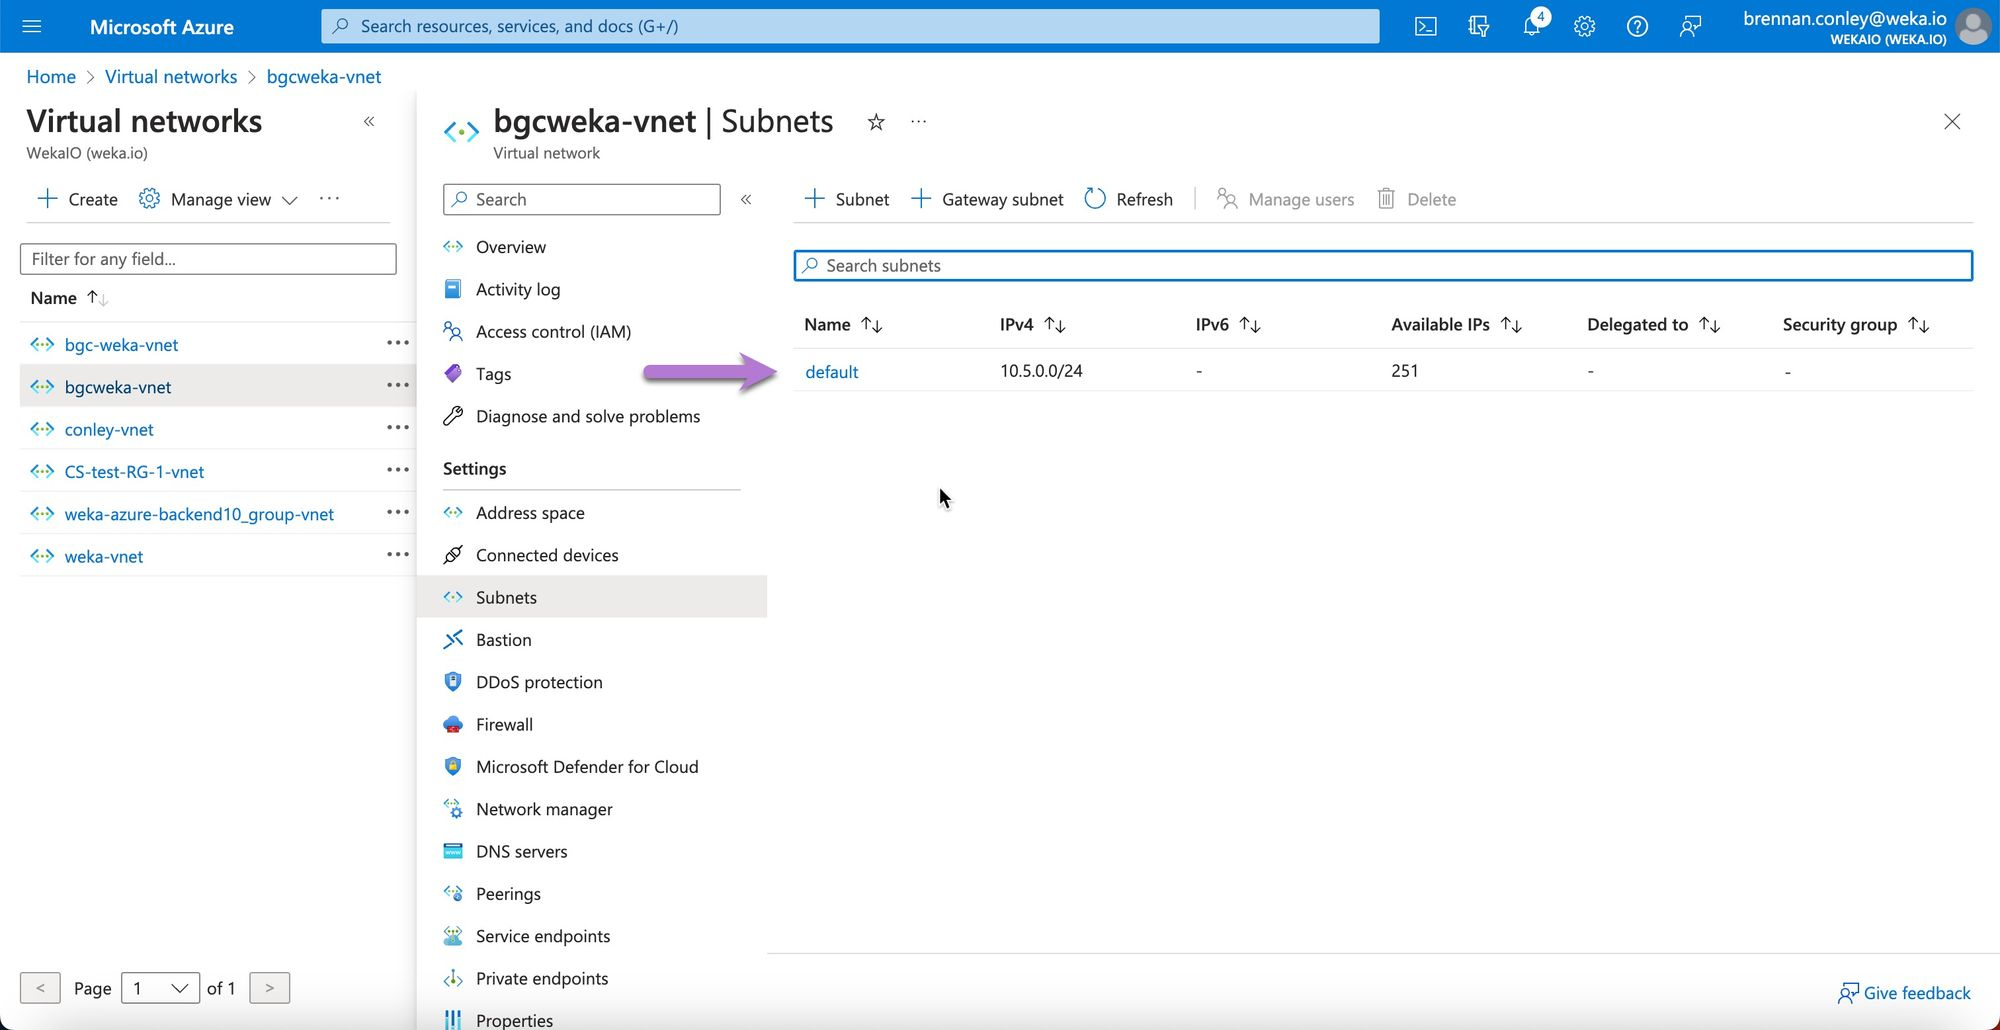 Microsoft Azure
Search resources, services, and docs (G+/)
4
brennan.conley@weka.io
WEKAIO (WEKA.IO)
Home > Virtual networks > bgcweka-vnet
Virtual networks «
WekaIO (weka.io)
+ Create Manage view ...
Filter for any field...
Name ↑↓
bgc-weka-vnet ...
bgcweka-vnet ...
conley-vnet ...
CS-test-RG-1-vnet ...
weka-azure-backend10_group-vnet ...
weka-vnet ...
< Page 1 of 1 >
bgcweka-vnet | Subnets ...
Virtual network
Search «
Overview
Activity log
Access control (IAM)
Tags
Diagnose and solve problems
Settings
Address space
Connected devices
Subnets
Bastion
DDoS protection
Firewall
Microsoft Defender for Cloud
Network manager
DNS servers
Peerings
Service endpoints
Private endpoints
Properties
+ Subnet + Gateway subnet Refresh Manage users Delete
Search subnets
Name ↑↓ IPv4 ↑↓ IPv6 ↑↓ Available IPs ↑↓ Delegated to ↑↓ Security group ↑↓
default 10.5.0.0/24 - 251 - -
Give feedback